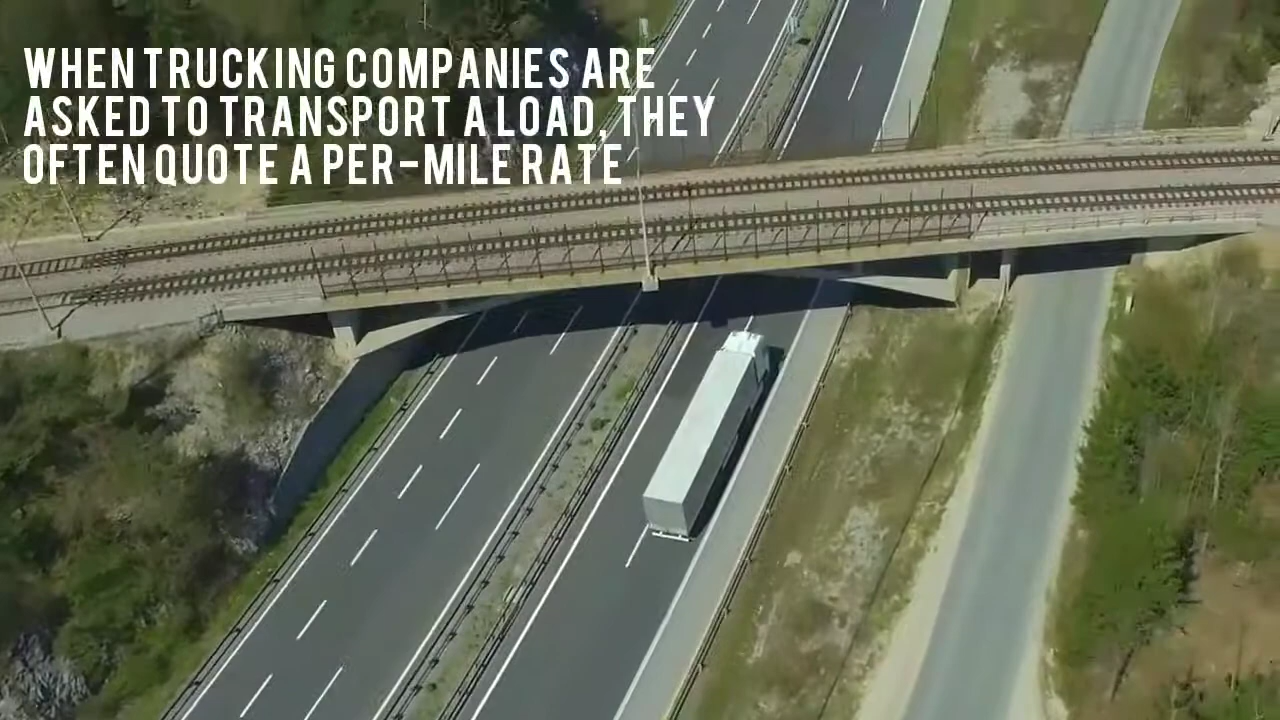 WHEN TRUCKING COMPANIES ARE
ASKED TO TRANSPORT A LOAD, THEY
OFTEN QUOTE A PER-MILE RATE